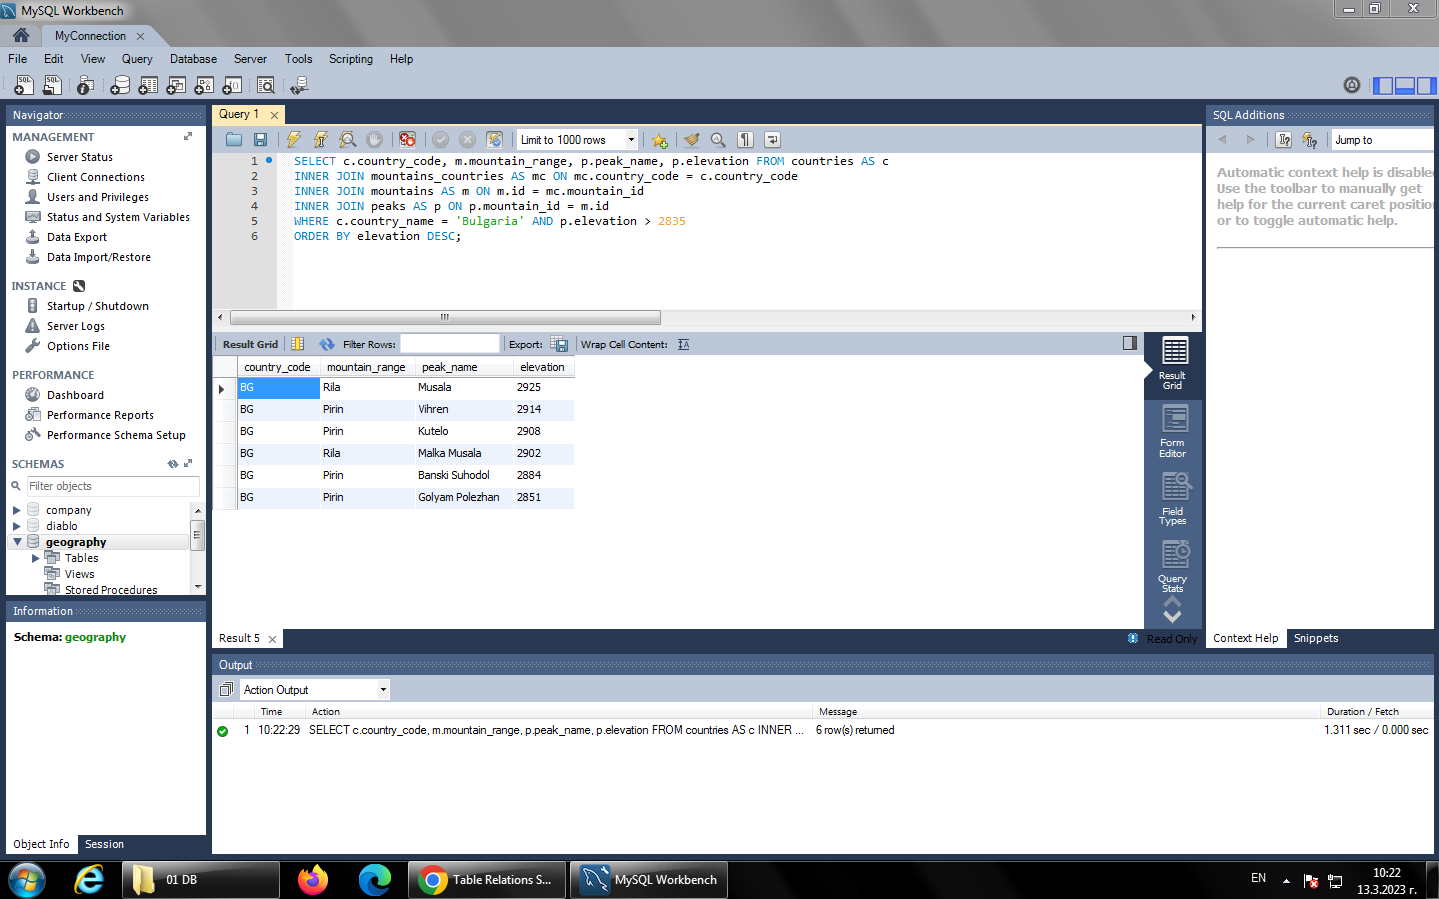 MySQL Workbench
MyConnection
File Edit View Query Database Server Tools Scripting Help
Navigator
MANAGEMENT
Server Status
Client Connections
Users and Privileges
Status and System Variables
Data Export
Data Import/Restore
INSTANCE
Startup / Shutdown
Server Logs
Options File
PERFORMANCE
Dashboard
Performance Reports
Performance Schema Setup
SCHEMAS
Filter objects
company
diablo
geography
Tables
Views
Stored Procedures
Information
Schema: geography
Object Info Session
Query 1
Limit to 1000 rows
1 SELECT c.country_code, m.mountain_range, p.peak_name, p.elevation FROM countries AS c
2 INNER JOIN mountains_countries AS mc ON mc.country_code = c.country_code
3 INNER JOIN mountains AS m ON m.id = mc.mountain_id
4 INNER JOIN peaks AS p ON p.mountain_id = m.id
5 WHERE c.country_name = 'Bulgaria' AND p.elevation > 2835
6 ORDER BY elevation DESC;
Result Grid Filter Rows: Export: Wrap Cell Content:
country_code mountain_range peak_name elevation
BG Rila Musala 2925
BG Pirin Vihren 2914
BG Pirin Kutelo 2908
BG Rila Malka Musala 2902
BG Pirin Banski Suhodol 2884
BG Pirin Golyam Polezhan 2851
Result Grid
Form Editor
Field Types
Query Stats
Result 5
Read Only
SQL Additions
Jump to
Automatic context help is disable
Use the toolbar to manually get
help for the current caret position
or to toggle automatic help.
Context Help Snippets
Output
Action Output
Time Action Message Duration / Fetch
1 10:22:29 SELECT c.country_code, m.mountain_range, p.peak_name, p.elevation FROM countries AS c INNER ... 6 row(s) returned 1.311 sec / 0.000 sec
01 DB
Table Relations S...
MySQL Workbench
EN
10:22
13.3.2023 г.